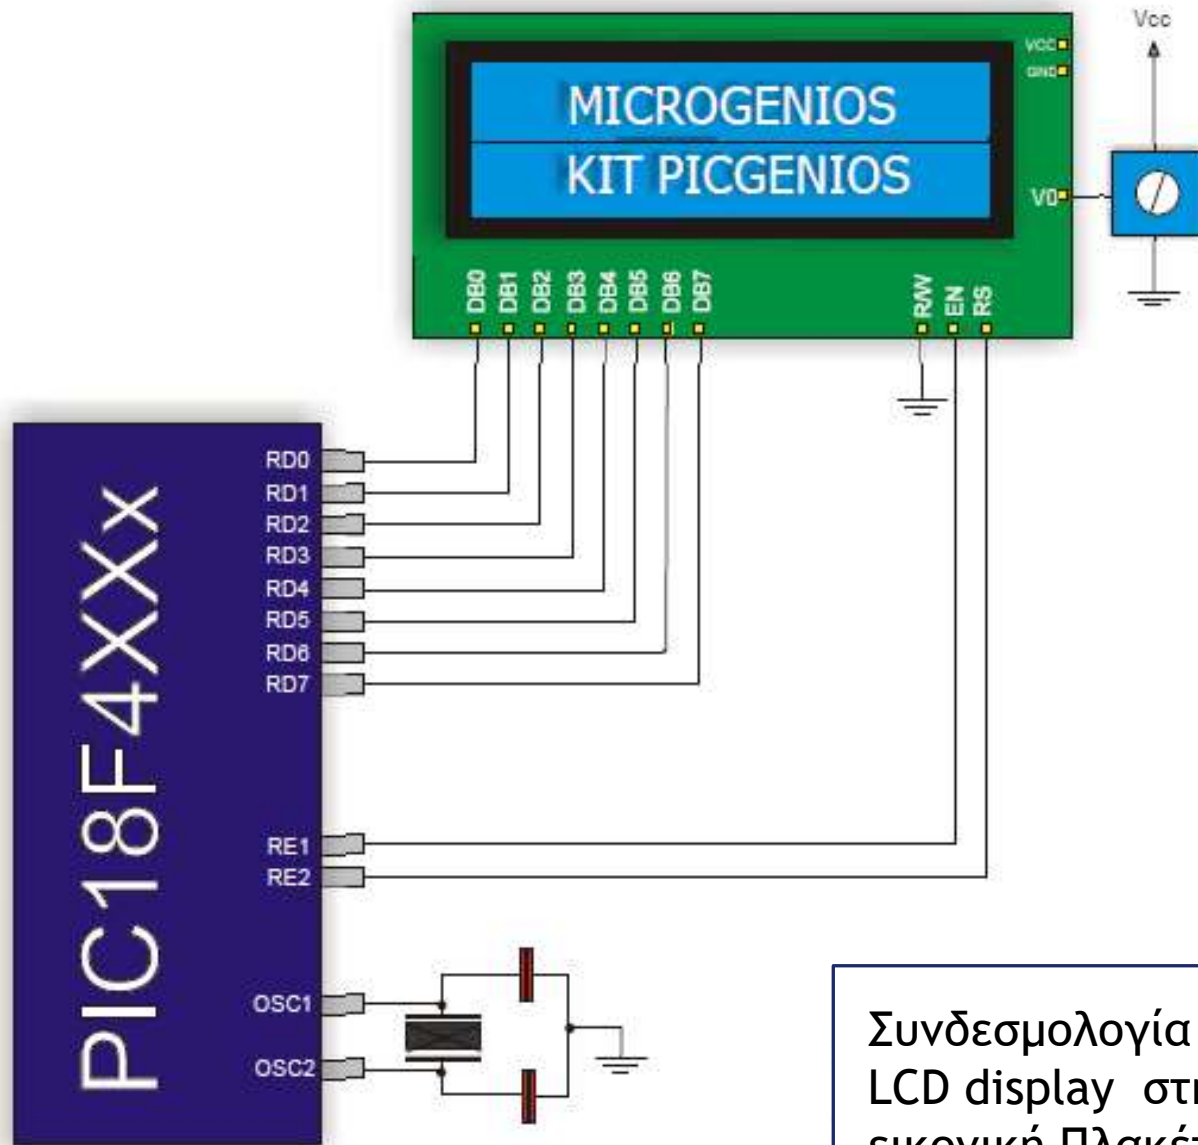 Vcc
VCC
GND
MICROGENIOS
KIT PICGENIOS
V0
DB0
DB1
DB2
DB3
DB4
DB5
DB6
DB7
R/W
EN
RS
PIC18F4XXx
RD0
RD1
RD2
RD3
RD4
RD5
RD6
RD7
RE1
RE2
OSC1
OSC2
Συνδεσμολογία
LCD display